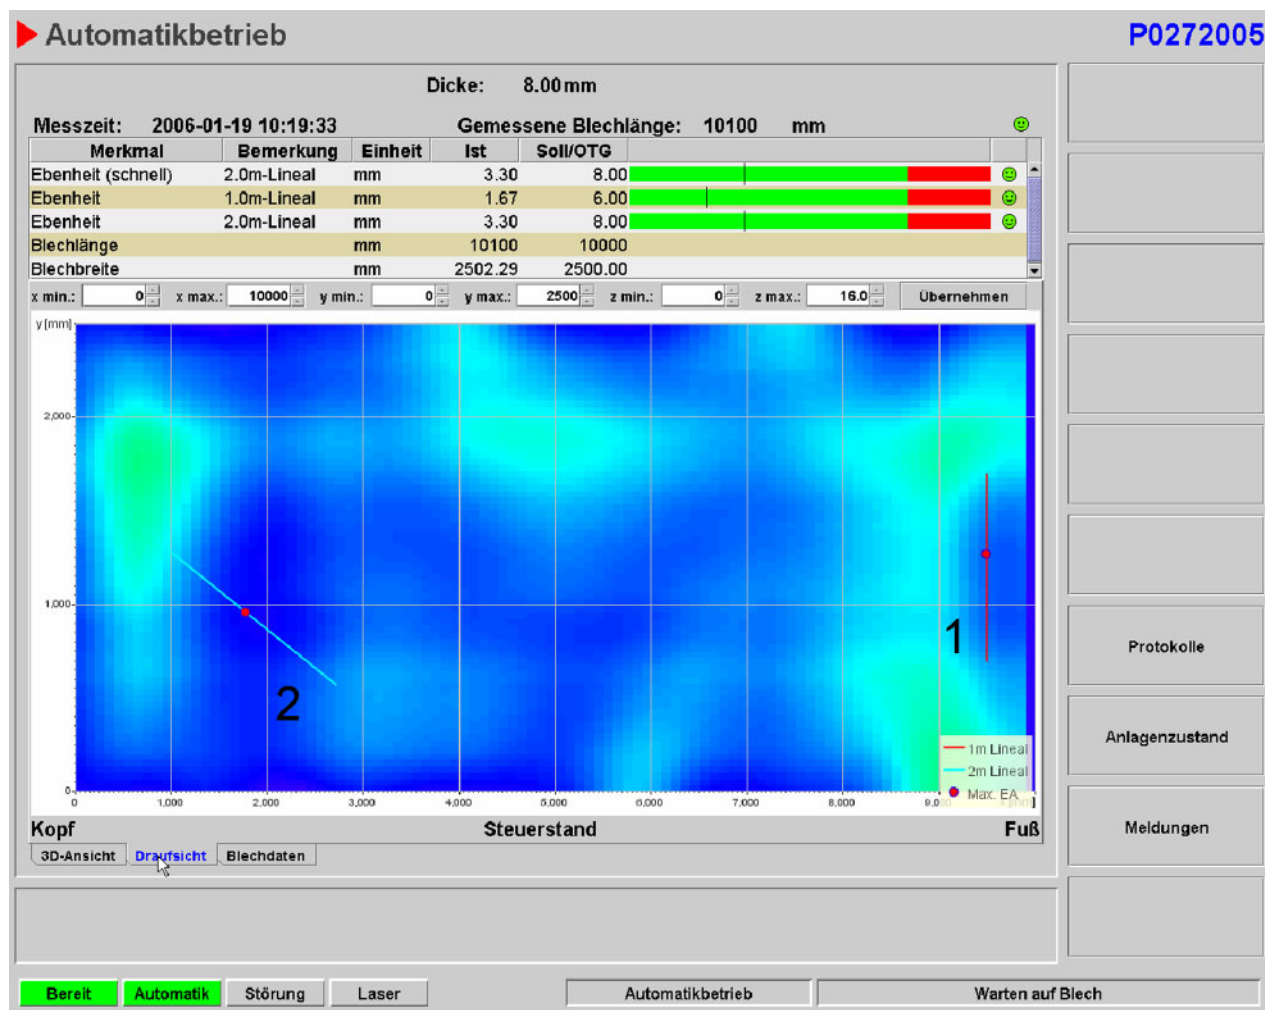 Automatikbetrieb P0272005
Dicke: 8.00 mm
Messzeit: 2006-01-19 10:19:33 Gemessene Blechlänge: 10100 mm
Merkmal Bemerkung Einheit Ist Soll/OTG
Ebenheit (schnell) 2.0m-Lineal mm 3.30 8.00
Ebenheit 1.0m-Lineal mm 1.67 6.00
Ebenheit 2.0m-Lineal mm 3.30 8.00
Blechlänge mm 10100 10000
Blechbreite mm 2502.29 2500.00
x min.: 0 x max.: 10000 y min.: 0 y max.: 2500 z min.: 0 z max.: 16.0 Übernehmen
y [mm]
2,000
1,000
1
2
1m Lineal
2m Lineal
Max. EA
0
0 1,000 2,000 3,000 4,000 5,000 6,000 7,000 8,000 9,0
Kopf Steuerstand Fuß
3D-Ansicht Draufsicht Blechdaten
Protokolle
Anlagenzustand
Meldungen
Bereit Automatik Störung Laser Automatikbetrieb Warten auf Blech